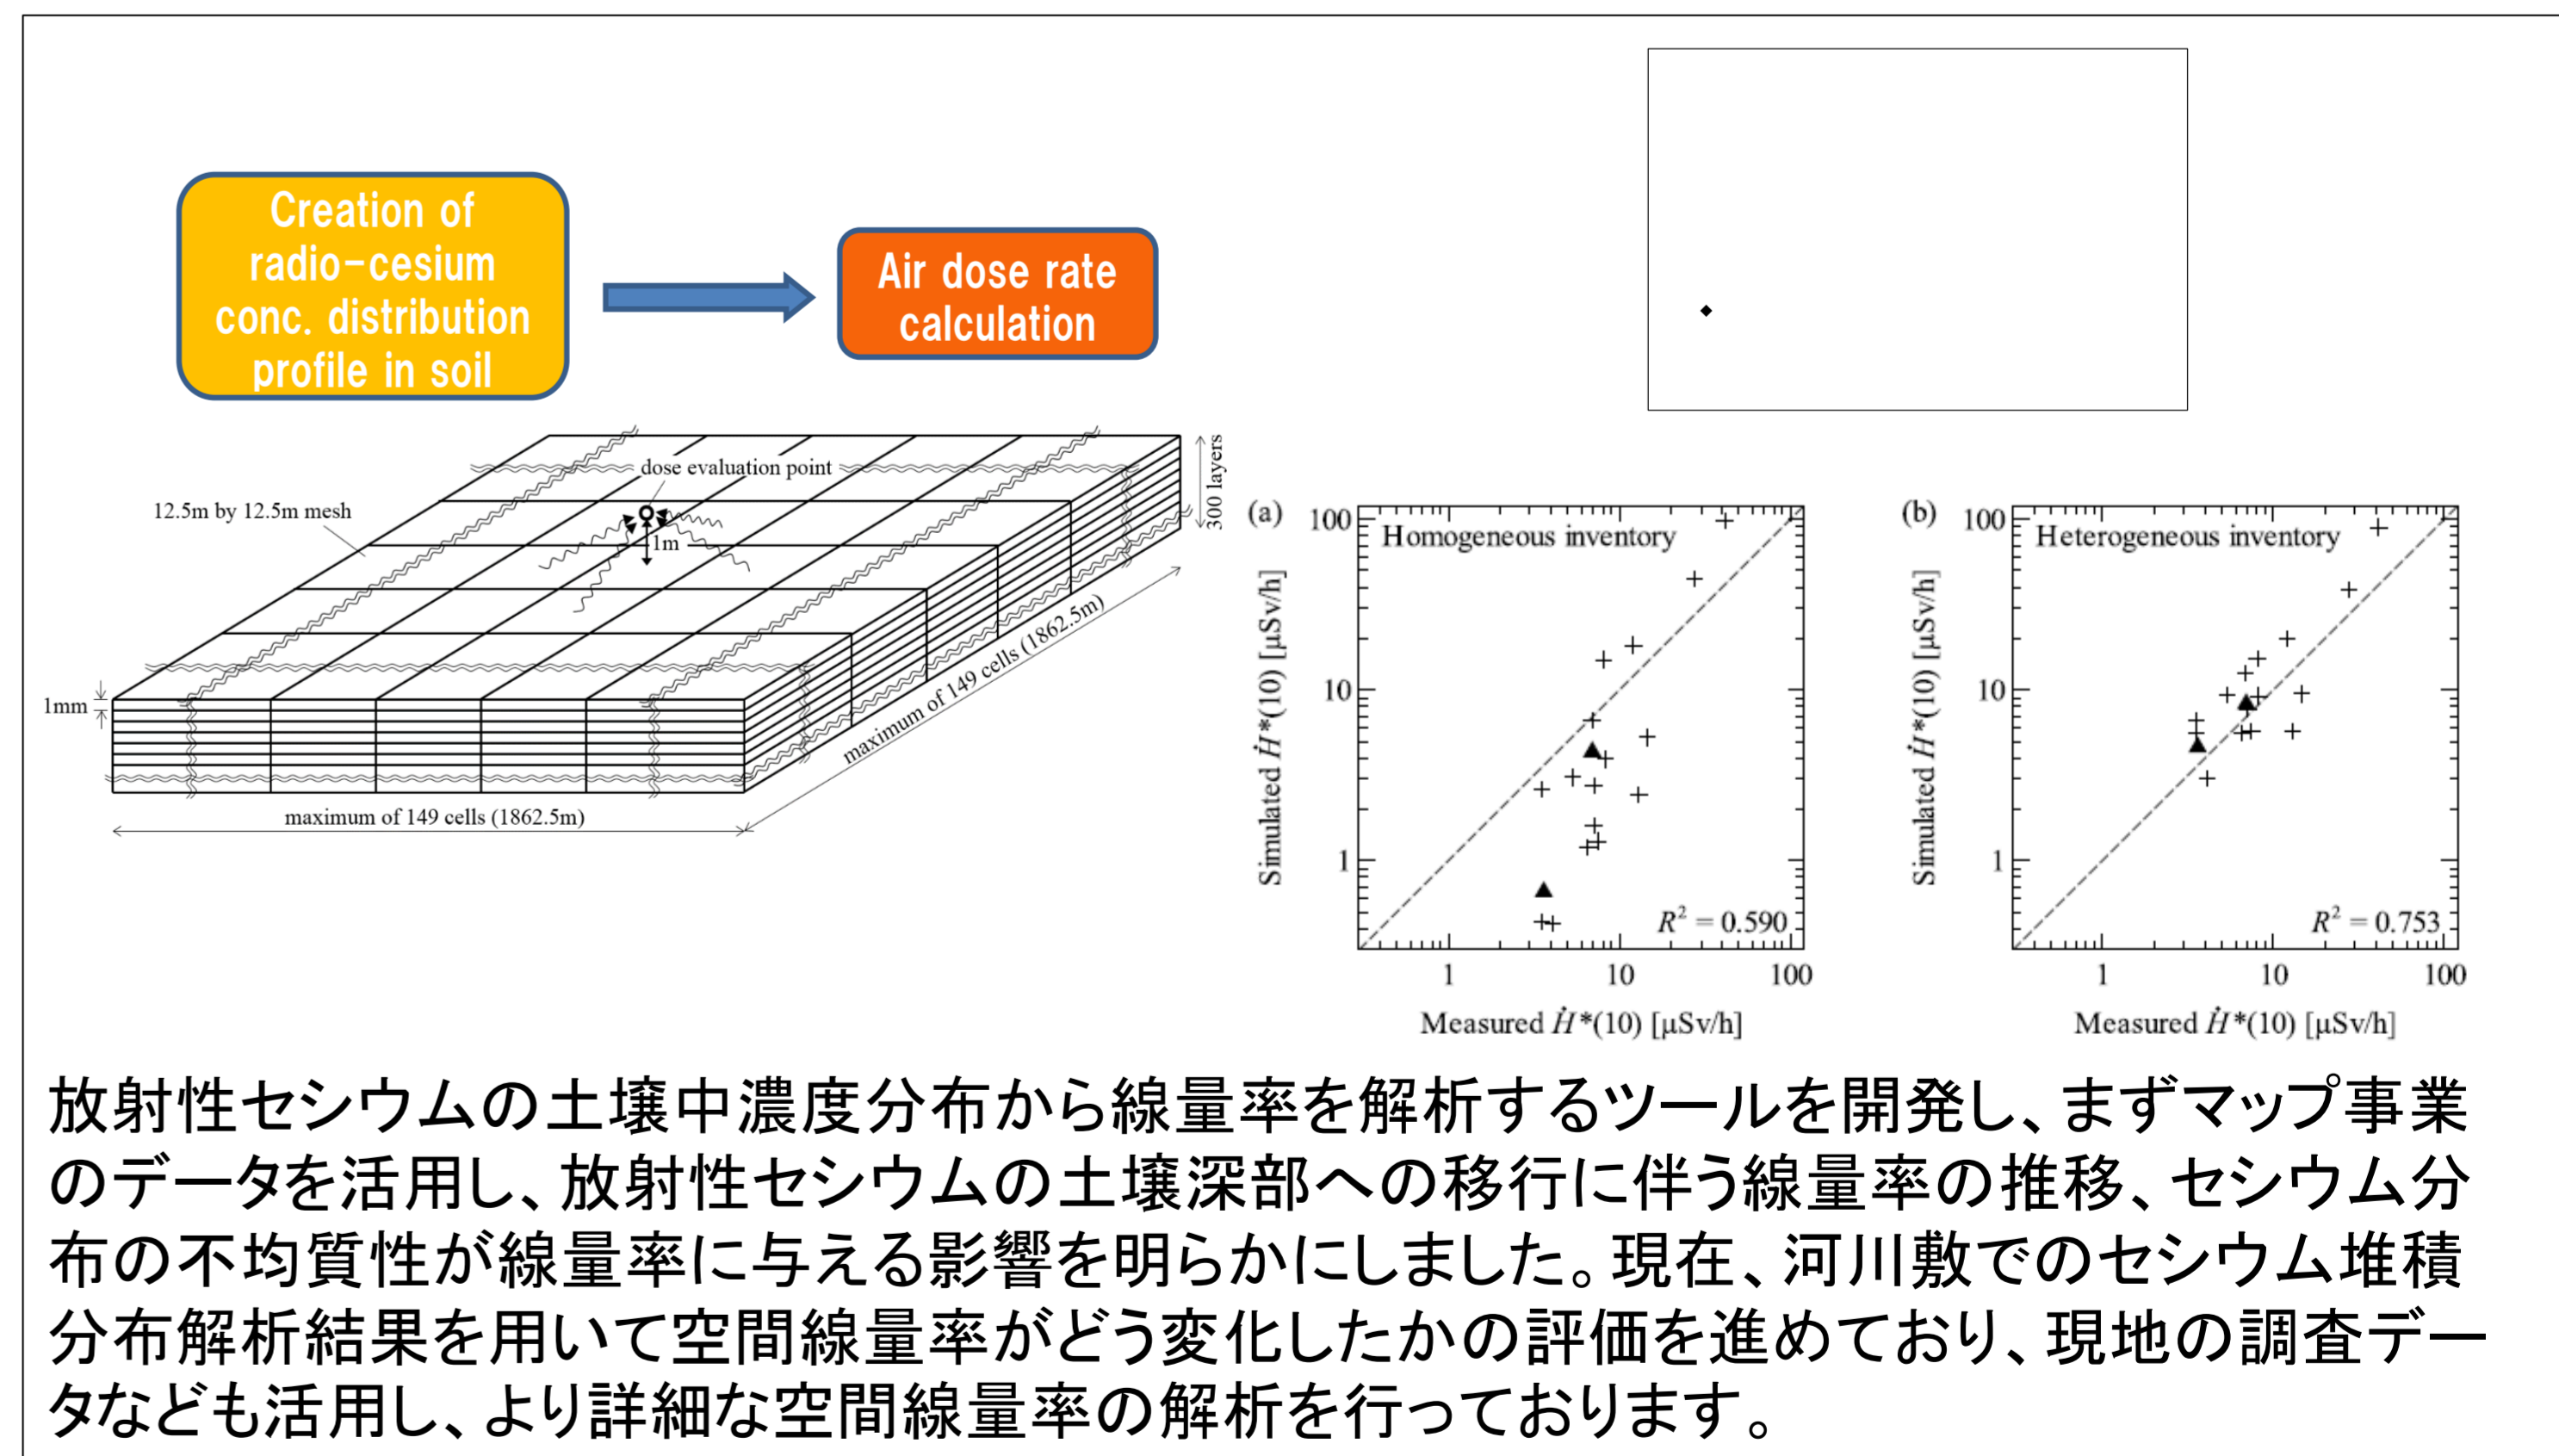 Creation of
radio-cesium
conc. distribution
profile in soil
Air dose rate
calculation
dose evaluation point
12.5m by 12.5m mesh
1m
300 layers
1mm
maximum of 149 cells (1862.5m)
maximum of 149 cells (1862.5m)
(a)
Homogeneous inventory
100
10
1
Simulated Ḣ*(10) [μSv/h]
R² = 0.590
1 10 100
Measured Ḣ*(10) [μSv/h]
(b)
Heterogeneous inventory
100
10
1
Simulated Ḣ*(10) [μSv/h]
R² = 0.753
1 10 100
Measured Ḣ*(10) [μSv/h]
放射性セシウムの土壌中濃度分布から線量率を解析するツールを開発し、まずマップ事業
のデータを活用し、放射性セシウムの土壌深部への移行に伴う線量率の推移、セシウム分
布の不均質性が線量率に与える影響を明らかにしました。現在、河川敷でのセシウム堆積
分布解析結果を用いて空間線量率がどう変化したかの評価を進めており、現地の調査デー
タなども活用し、より詳細な空間線量率の解析を行っております。